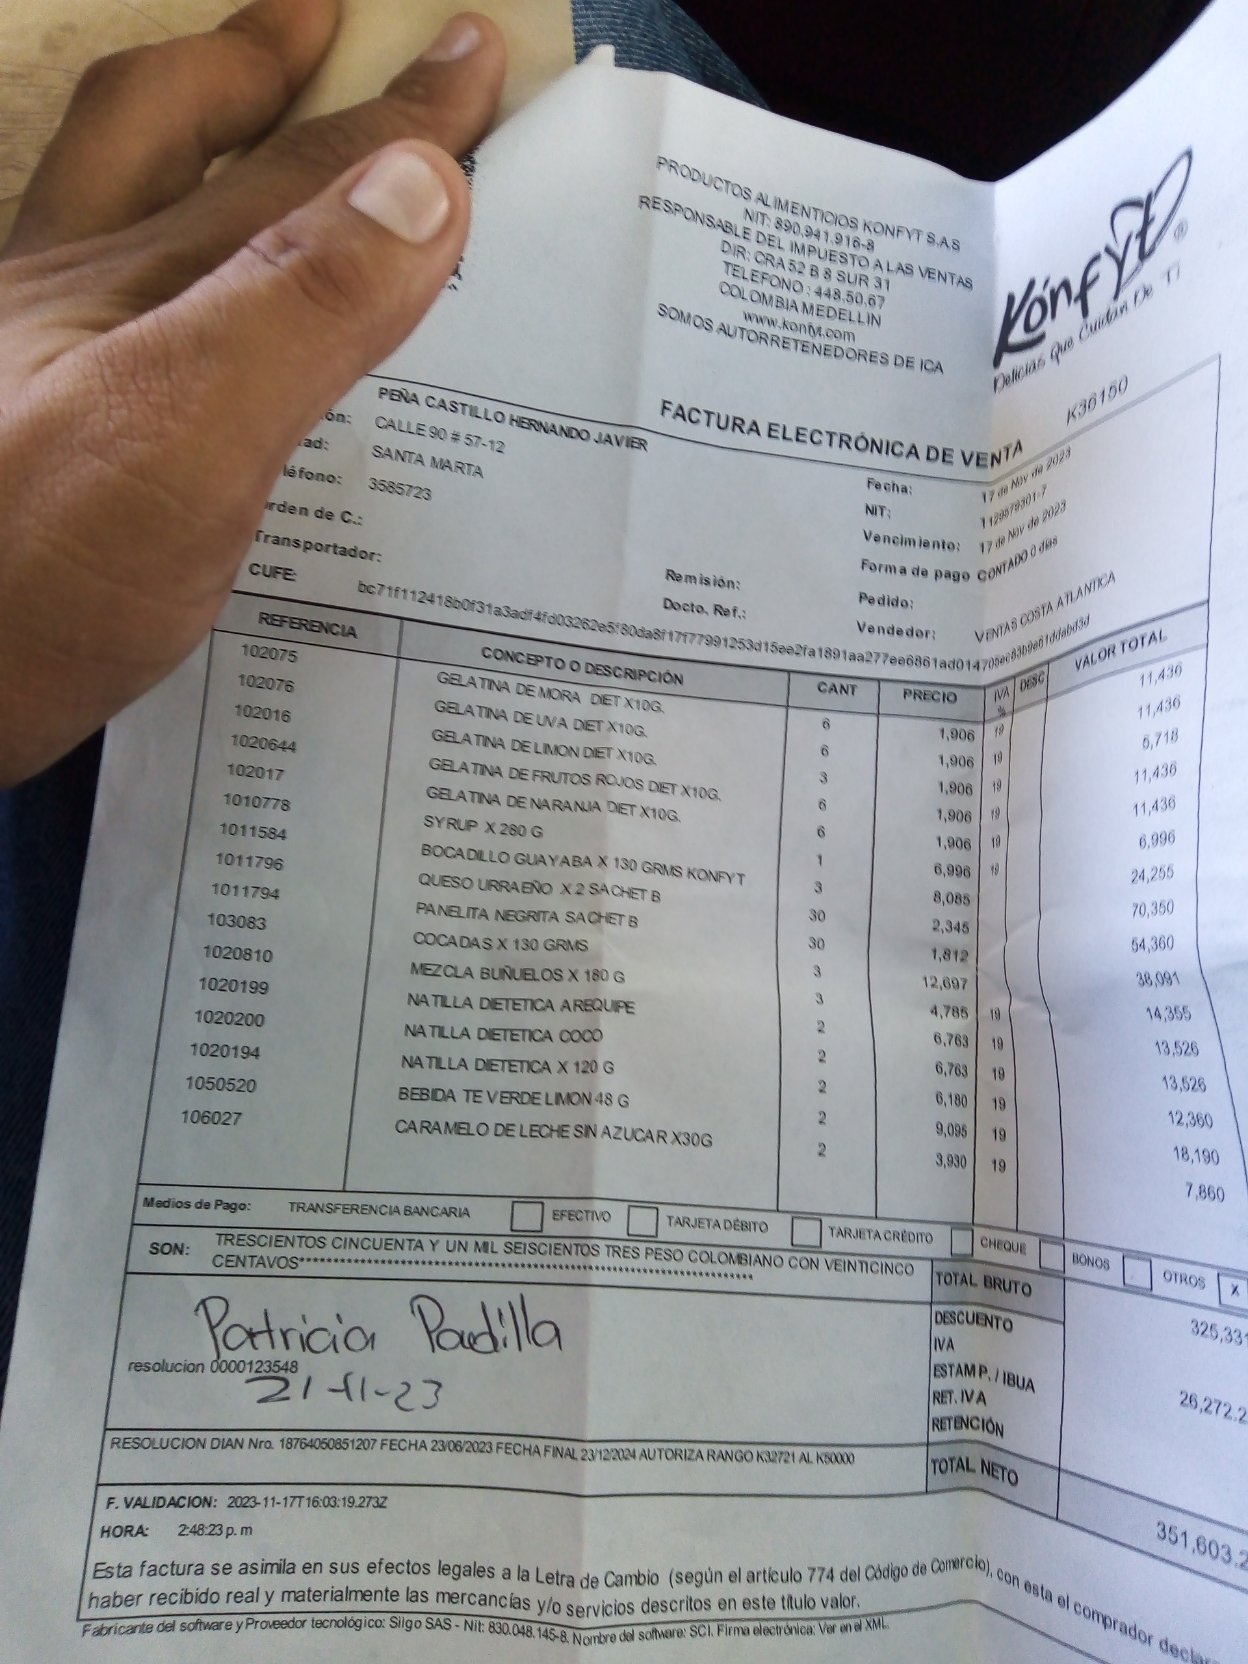 PRODUCTOS ALIMENTICIOS KONFYT S.A.S
NIT: 890.941.916-8
RESPONSABLE DEL IMPUESTO A LAS VENTAS
DIR: CRA 52 B 8 SUR 31
TELEFONO : 448.50.67
COLOMBIA MEDELLIN
www.konfyt.com
SOMOS AUTORRETENEDORES DE ICA
Kónfyt ®
Delicias Que Cuidan De Ti
FACTURA ELECTRÓNICA DE VENTA K36150
PEÑA CASTILLO HERNANDO JAVIER
ón: CALLE 90 # 57-12
ad: SANTA MARTA
léfono: 3585723
rden de C.:
Transportador:
Fecha: 17 de Nov de 2023
NIT: 1129579301-7
Vencimiento: 17 de Nov de 2023
Forma de pago CONTADO 0 días
Remisión: Pedido:
Docto. Ref.: Vendedor: VENTAS COSTA ATLANTICA
CUFE:
REFERENCIA CONCEPTO O DESCRIPCIÓN CANT PRECIO IVA % DESC VALOR TOTAL
102075 GELATINA DE MORA DIET X10G. 6 1,906 19 11,436
102076 GELATINA DE UVA DIET X10G. 6 1,906 19 11,436
102016 GELATINA DE LIMON DIET X10G. 3 1,906 19 5,718
1020644 GELATINA DE FRUTOS ROJOS DIET X10G. 6 1,906 19 11,436
102017 GELATINA DE NARANJA DIET X10G. 6 1,906 19 11,436
1010778 SYRUP X 280 G 1 6,996 19 6,996
1011584 BOCADILLO GUAYABA X 130 GRMS KONFYT 3 8,085 24,255
1011796 QUESO URRAEÑO X 2 SACHET B 30 2,345 70,350
1011794 PANELITA NEGRITA SACHET B 30 1,812 54,360
103083 COCADAS X 130 GRMS 3 12,697 38,091
1020810 MEZCLA BUÑUELOS X 180 G 3 4,785 19 14,355
1020199 NATILLA DIETETICA AREQUIPE 2 6,763 19 13,526
1020200 NATILLA DIETETICA COCO 2 6,763 19 13,526
1020194 NATILLA DIETETICA X 120 G 2 6,180 19 12,360
1050520 BEBIDA TE VERDE LIMON 48 G 2 9,095 19 18,190
106027 CARAMELO DE LECHE SIN AZUCAR X30G 2 3,930 19 7,860
Medios de Pago: TRANSFERENCIA BANCARIA EFECTIVO TARJETA DÉBITO TARJETA CRÉDITO CHEQUE BONOS OTROS X
SON: TRESCIENTOS CINCUENTA Y UN MIL SEISCIENTOS TRES PESO COLOMBIANO CON VEINTICINCO
CENTAVOS************************************************************************
TOTAL BRUTO 325,331
DESCUENTO
IVA 26,272.2
ESTAMP. / IBUA
RET. IVA
RETENCIÓN
TOTAL NETO 351,603.2
Patricia Padilla
resolucion 0000123548
21-11-23
RESOLUCION DIAN Nro. 18764050851207 FECHA 23/06/2023 FECHA FINAL 23/12/2024 AUTORIZA RANGO K32721 AL K50000
F. VALIDACION: 2023-11-17T16:03:19.273Z
HORA: 2:48:23 p. m
Esta factura se asimila en sus efectos legales a la Letra de Cambio (según el artículo 774 del Código de Comercio), con esta el comprador declar
haber recibido real y materialmente las mercancías y/o servicios descritos en este título valor.
Fabricante del software y Proveedor tecnológico: Siigo SAS - Nit: 830.048.145-8. Nombre del software: SCI. Firma electrónica: Ver en el XML.